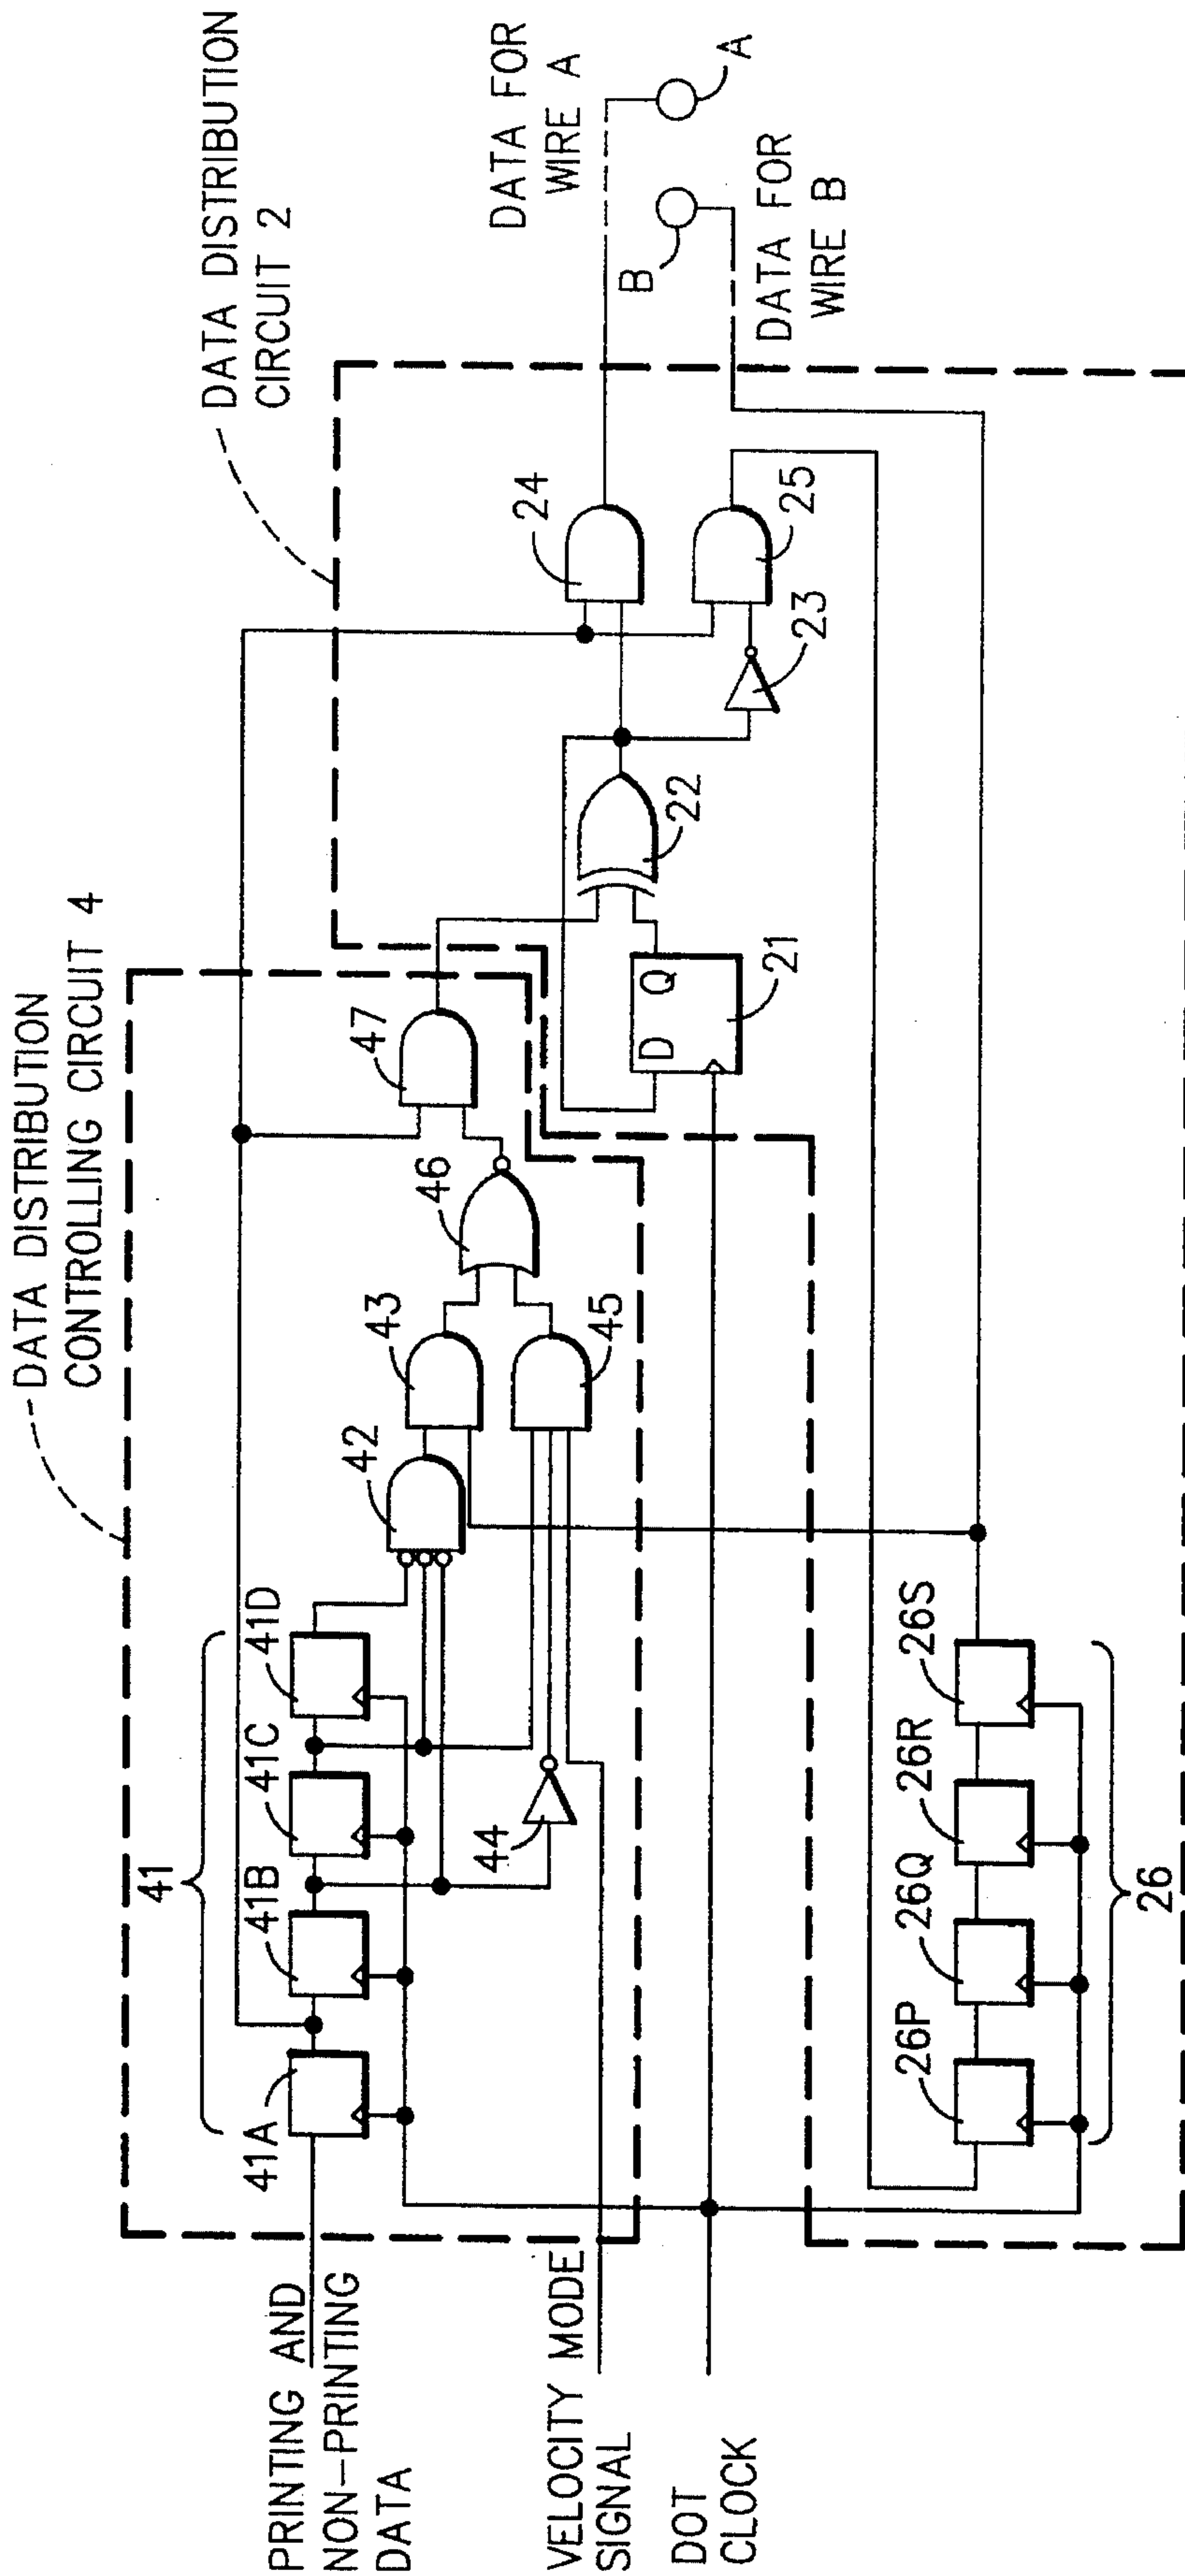 DATA DISTRIBUTION
CONTROLLING CIRCUIT 4
DATA DISTRIBUTION
CIRCUIT 2
PRINTING AND
NON-PRINTING
DATA
VELOCITY MODE
SIGNAL
DOT
CLOCK
41
41A
41B
41C
41D
42
43
44
45
46
47
D
Q
21
22
23
24
25
DATA FOR
WIRE A
A
B
DATA FOR
WIRE B
26P
26Q
26R
26S
26